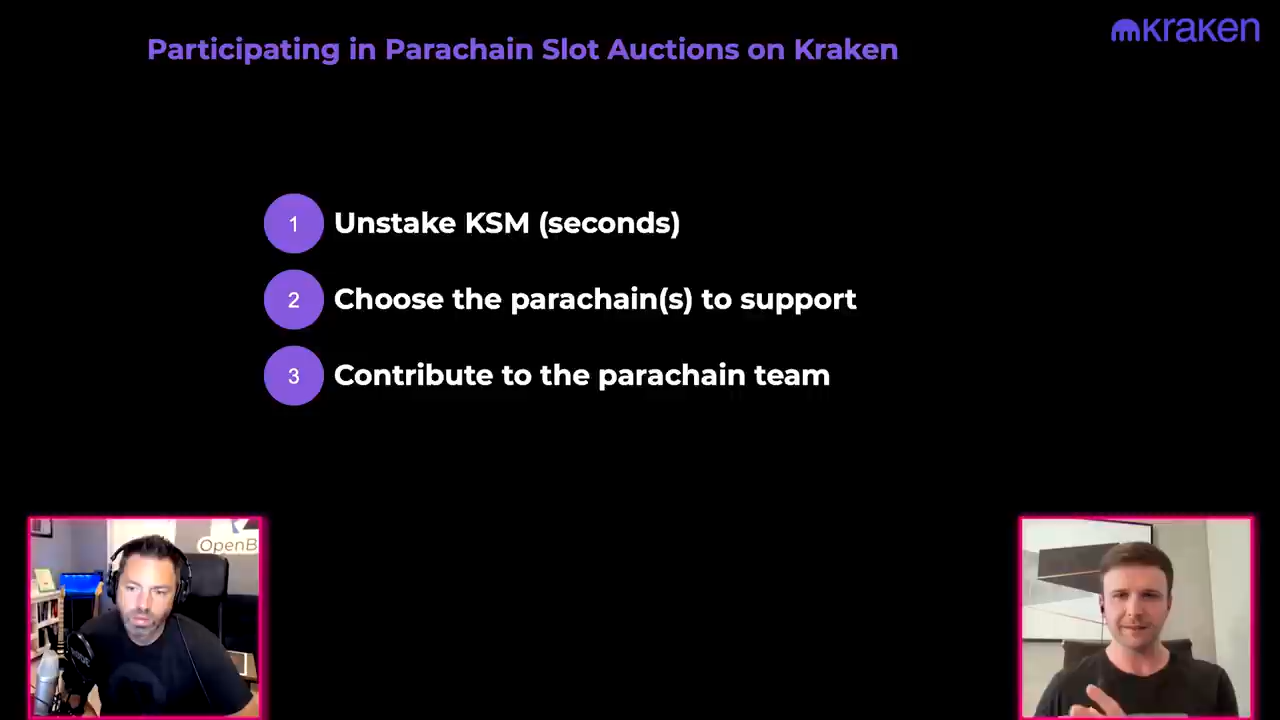 Participating in Parachain Slot Auctions on Kraken
kraken
1 Unstake KSM (seconds)
2 Choose the parachain(s) to support
3 Contribute to the parachain team
OpenB